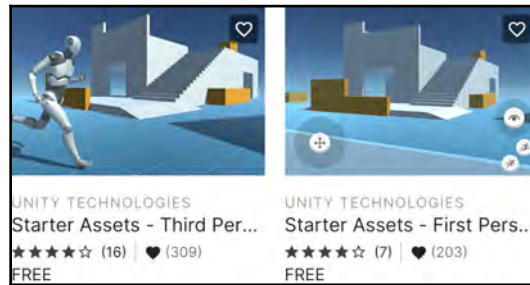 UNITY TECHNOLOGIES
Starter Assets - Third Per...
★★★★☆ (16) | ♥ (309)
FREE
UNITY TECHNOLOGIES
Starter Assets - First Pers...
★★★★☆ (7) | ♥ (203)
FREE